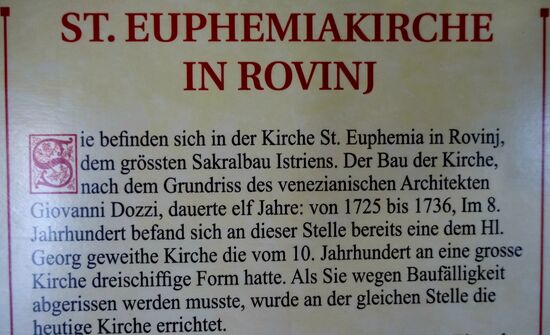 ST. EUPHEMIAKIRCHE
IN ROVINJ
Sie befinden sich in der Kirche St. Euphemia in Rovinj,
dem grössten Sakralbau Istriens. Der Bau der Kirche,
nach dem Grundriss des venezianischen Architekten
Giovanni Dozzi, dauerte elf Jahre: von 1725 bis 1736, Im 8.
Jahrhundert befand sich an dieser Stelle bereits eine dem Hl.
Georg geweithe Kirche die vom 10. Jahrhundert an eine grosse
Kirche dreischiffige Form hatte. Als Sie wegen Baufälligkeit
abgerissen werden musste, wurde an der gleichen Stelle die
heutige Kirche errichtet.